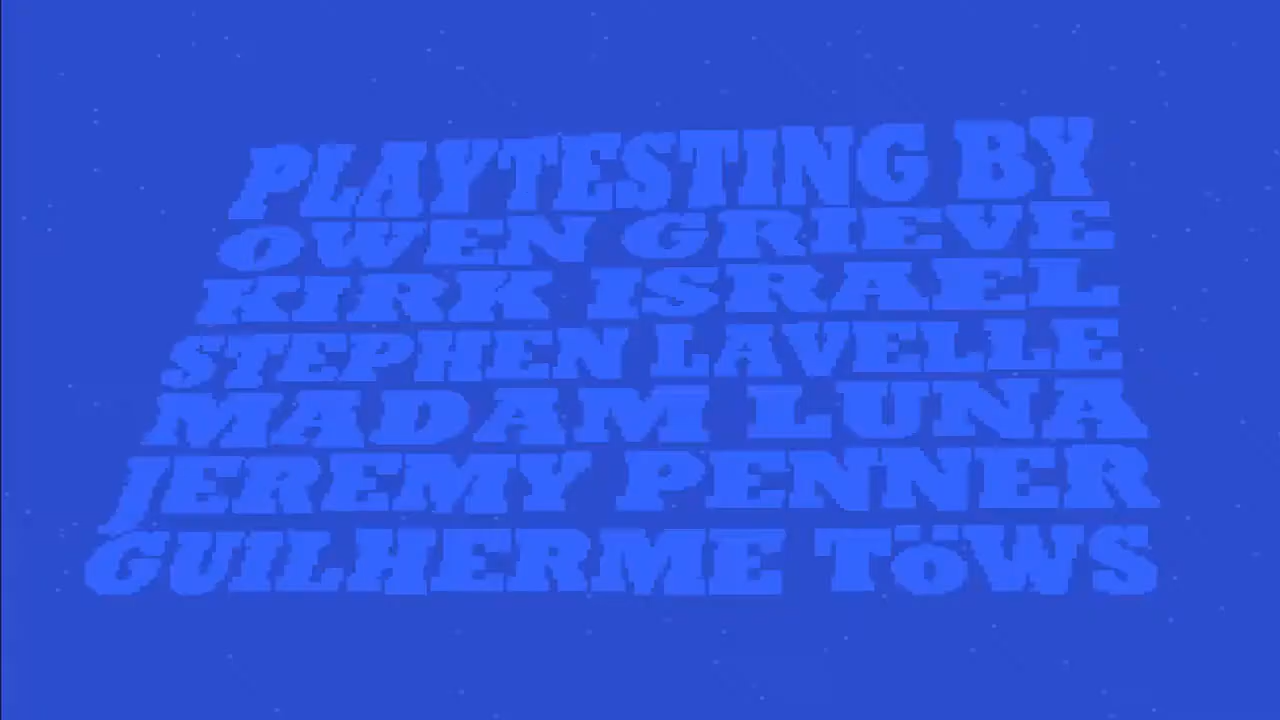 PLAYTESTING BY
OWEN GRIEVE
KIRK ISRAEL
STEPHEN LAVELLE
MADAM LUNA
JEREMY PENNER
GUILHERME TöWS